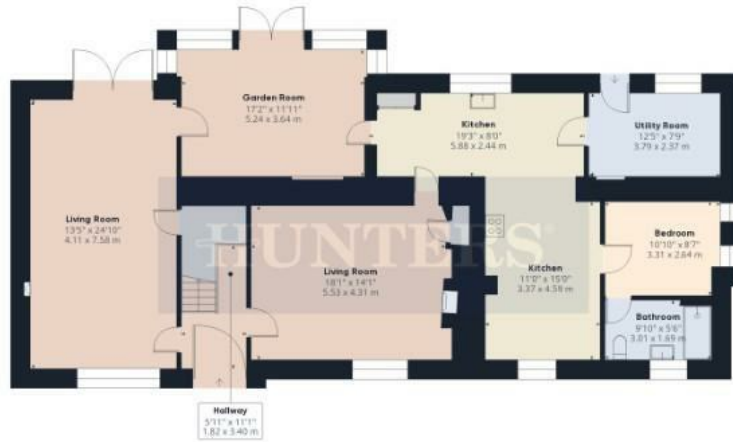 Garden Room
17'2" x 11'11"
5.24 x 3.64 m
Kitchen
19'3" x 8'0"
5.88 x 2.44 m
Utility Room
12'5" x 7'9"
3.79 x 2.37 m
Living Room
13'5" x 24'10"
4.11 x 7.58 m
HUNTERS
Living Room
18'1" x 14'1"
5.53 x 4.31 m
Kitchen
11'0" x 15'0"
3.37 x 4.59 m
Bedroom
10'10" x 8'7"
3.31 x 2.64 m
Bathroom
9'10" x 5'6"
3.01 x 1.69 m
Hallway
5'11" x 11'1"
1.82 x 3.40 m